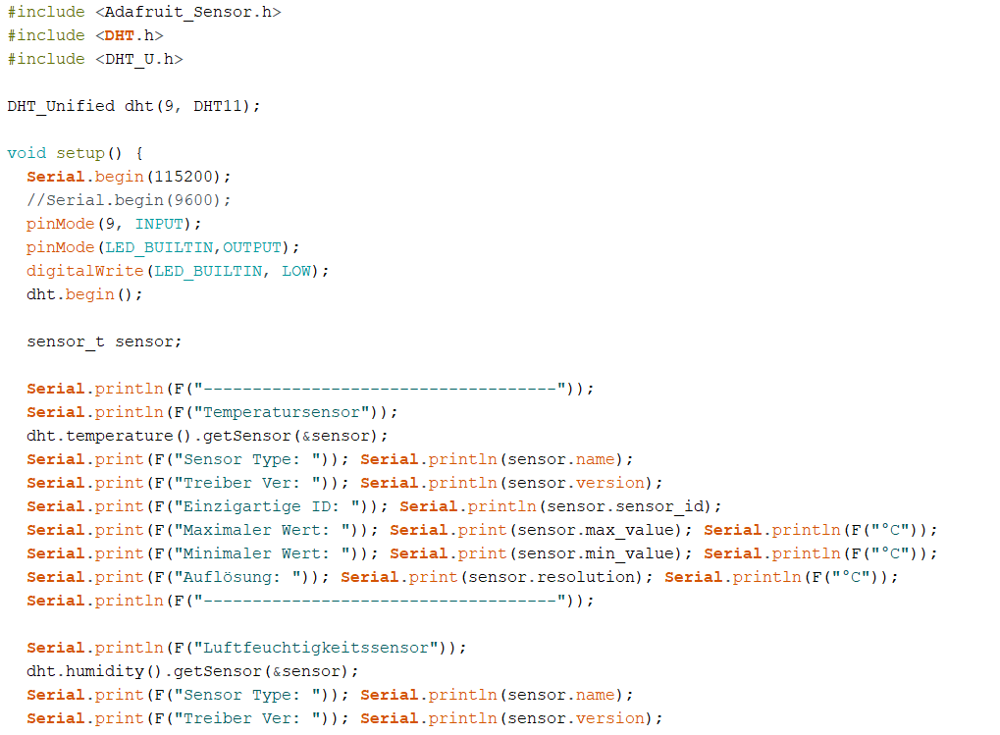 #include <Adafruit_Sensor.h>
#include <DHT.h>
#include <DHT_U.h>
DHT_Unified dht(9, DHT11);
void setup() {
Serial.begin(115200);
//Serial.begin(9600);
pinMode(9, INPUT);
pinMode(LED_BUILTIN,OUTPUT);
digitalWrite(LED_BUILTIN, LOW);
dht.begin();
sensor_t sensor;
Serial.println(F("------------------------------------"));
Serial.println(F("Temperatursensor"));
dht.temperature().getSensor(&sensor);
Serial.print(F("Sensor Type: ")); Serial.println(sensor.name);
Serial.print(F("Treiber Ver: ")); Serial.println(sensor.version);
Serial.print(F("Einzigartige ID: ")); Serial.println(sensor.sensor_id);
Serial.print(F("Maximaler Wert: ")); Serial.print(sensor.max_value); Serial.println(F("°C"));
Serial.print(F("Minimaler Wert: ")); Serial.print(sensor.min_value); Serial.println(F("°C"));
Serial.print(F("Auflösung: ")); Serial.print(sensor.resolution); Serial.println(F("°C"));
Serial.println(F("------------------------------------"));
Serial.println(F("Luftfeuchtigkeitssensor"));
dht.humidity().getSensor(&sensor);
Serial.print(F("Sensor Type: ")); Serial.println(sensor.name);
Serial.print(F("Treiber Ver: ")); Serial.println(sensor.version);